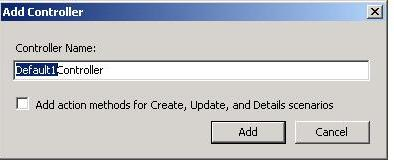 Add Controller
Controller Name:
Default1Controller
Add action methods for Create, Update, and Details scenarios
Add
Cancel